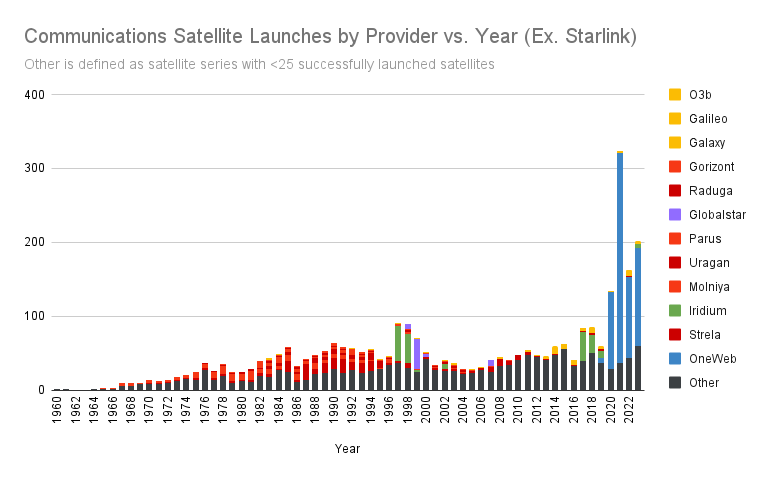 Communications Satellite Launches by Provider vs. Year (Ex. Starlink)
Other is defined as satellite series with <25 successfully launched satellites
400
300
200
100
0
1960
1962
1964
1966
1968
1970
1972
1974
1976
1978
1980
1982
1984
1986
1988
1990
1992
1994
1996
1998
2000
2002
2004
2006
2008
2010
2012
2014
2016
2018
2020
2022
Year
O3b
Galileo
Galaxy
Gorizont
Raduga
Globalstar
Parus
Uragan
Molniya
Iridium
Strela
OneWeb
Other